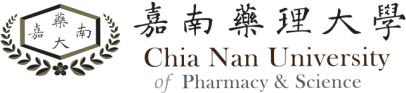 藥
嘉 南
大
嘉南藥理大學
Chia Nan University
of Pharmacy & Science